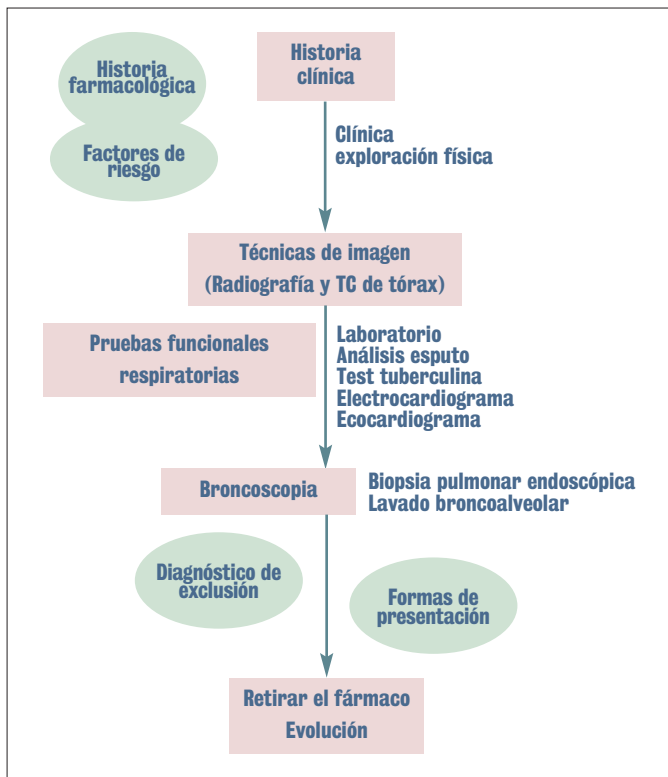 Historia
farmacológica
Factores de
riesgo
Historia
clínica
Clínica
exploración física
Técnicas de imagen
(Radiografía y TC de tórax)
Pruebas funcionales
respiratorias
Laboratorio
Análisis esputo
Test tuberculina
Electrocardiograma
Ecocardiograma
Broncoscopia
Biopsia pulmonar endoscópica
Lavado broncoalveolar
Diagnóstico de
exclusión
Formas de
presentación
Retirar el fármaco
Evolución